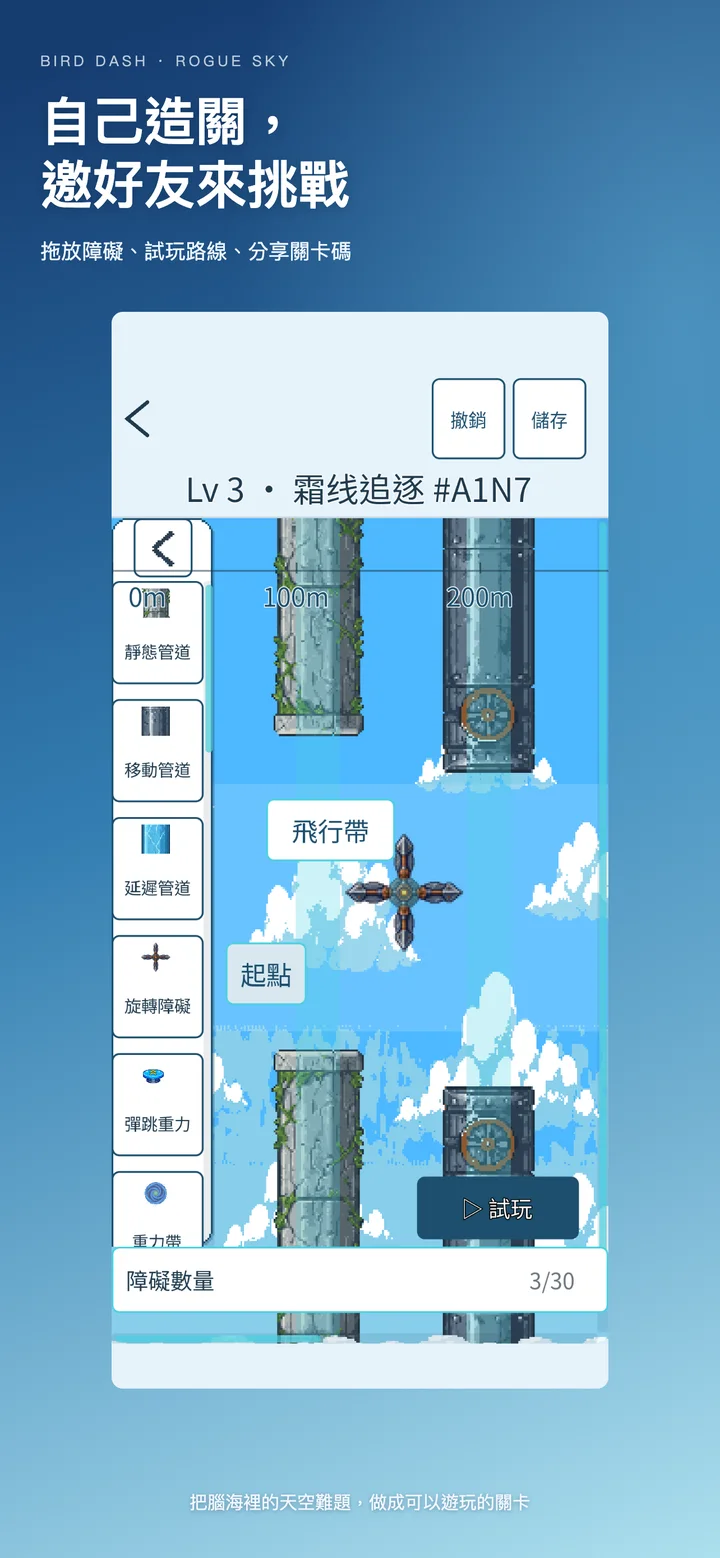 BIRD DASH · ROGUE SKY
自己造關，
邀好友來挑戰
拖放障礙、試玩路線、分享關卡碼
撤銷
儲存
Lv 3 · 霜线追逐 #A1N7
0m
100m
200m
靜態管道
移動管道
飛行帶
延遲管道
起點
旋轉障礙
彈跳重力
▷ 試玩
重力帶
障礙數量
3/30
把腦海裡的天空難題，做成可以遊玩的關卡